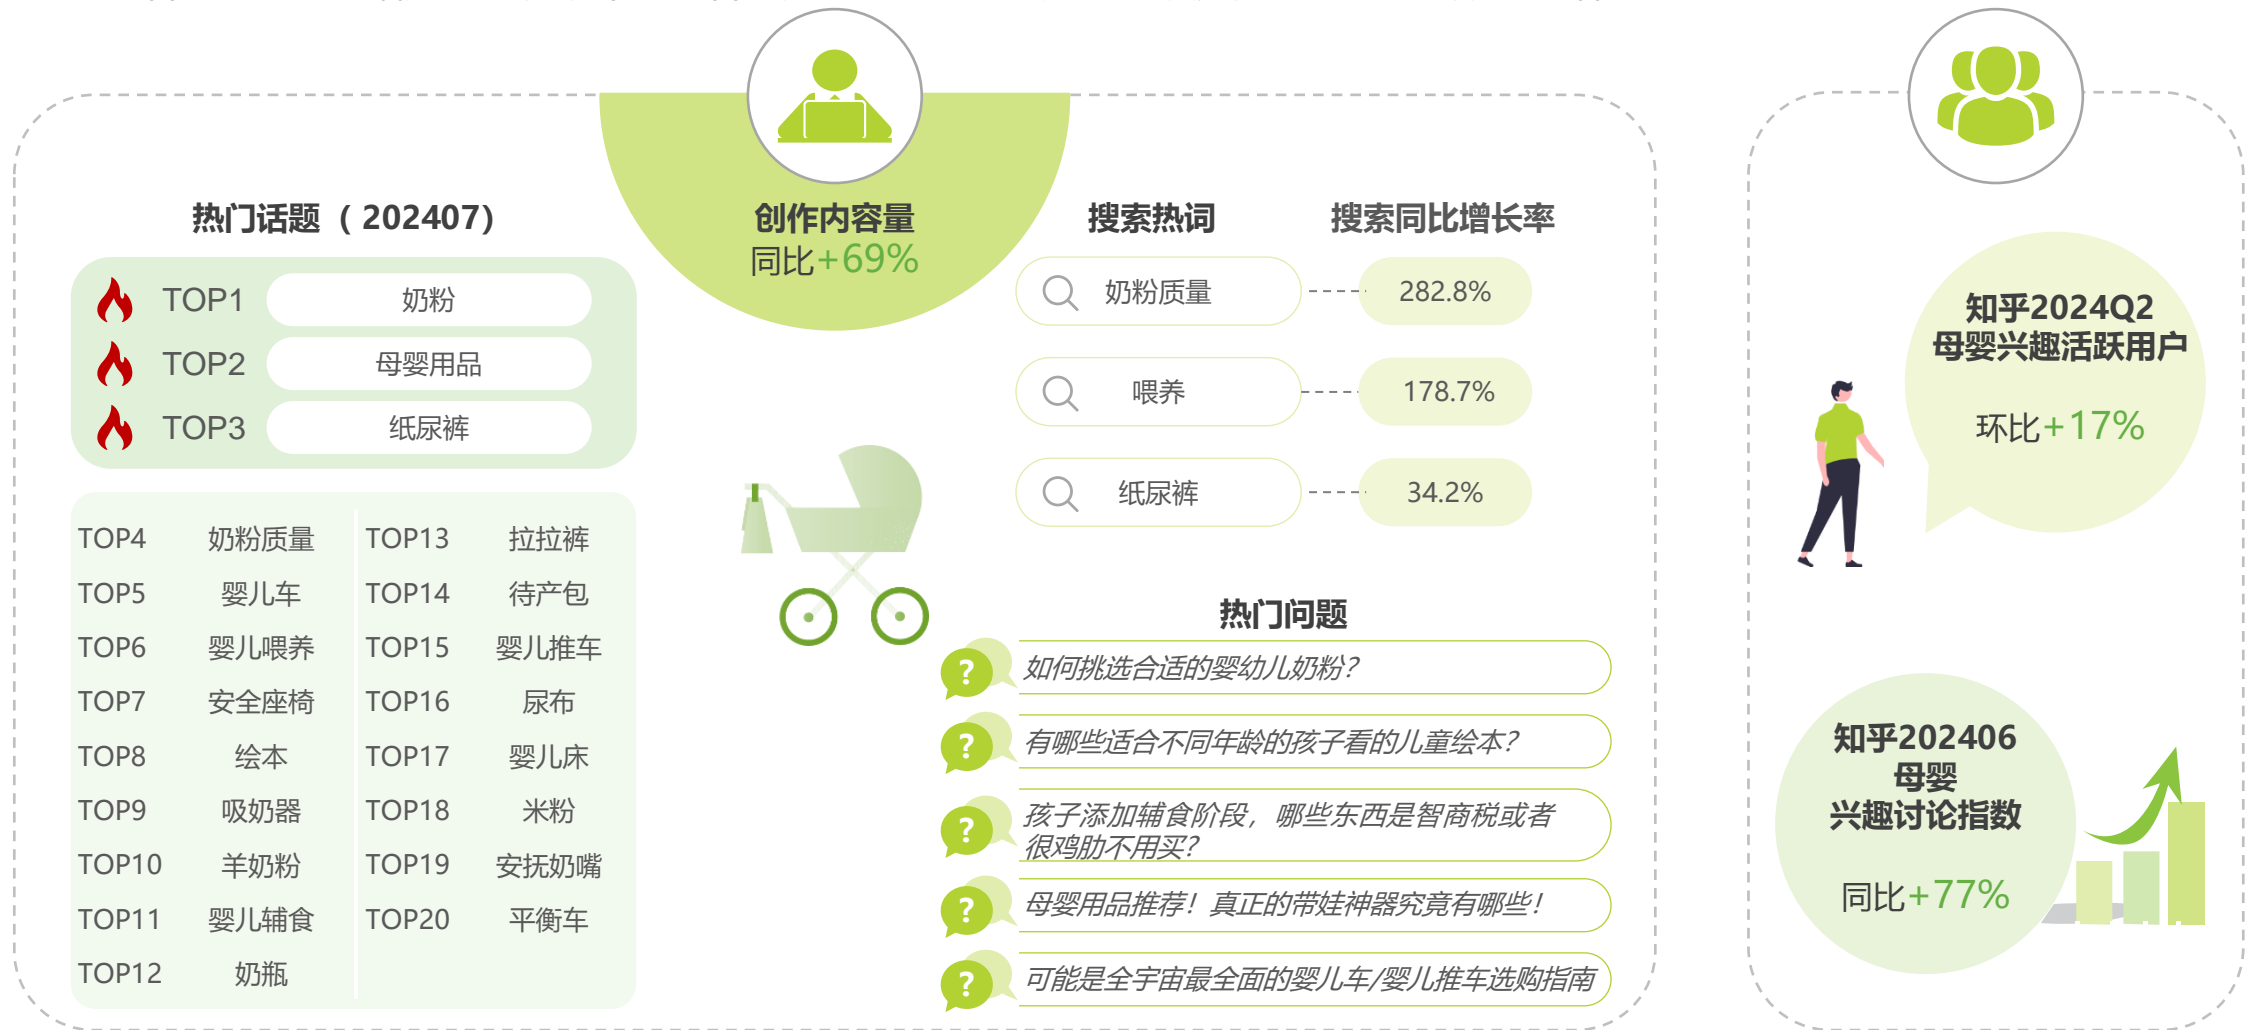 热门话题（ 202407）
TOP1 奶粉
TOP2 母婴用品
TOP3 纸尿裤
TOP4 奶粉质量
TOP5 婴儿车
TOP6 婴儿喂养
TOP7 安全座椅
TOP8 绘本
TOP9 吸奶器
TOP10 羊奶粉
TOP11 婴儿辅食
TOP12 奶瓶
TOP13 拉拉裤
TOP14 待产包
TOP15 婴儿推车
TOP16 尿布
TOP17 婴儿床
TOP18 米粉
TOP19 安抚奶嘴
TOP20 平衡车
创作内容量
同比+69%
搜索热词 搜索同比增长率
奶粉质量 282.8%
喂养 178.7%
纸尿裤 34.2%
热门问题
? 如何挑选合适的婴幼儿奶粉？
? 有哪些适合不同年龄的孩子看的儿童绘本？
? 孩子添加辅食阶段，哪些东西是智商税或者
很鸡肋不用买？
? 母婴用品推荐！真正的带娃神器究竟有哪些！
? 可能是全宇宙最全面的婴儿车/婴儿推车选购指南
知乎2024Q2
母婴兴趣活跃用户
环比+17%
知乎202406
母婴
兴趣讨论指数
同比+77%